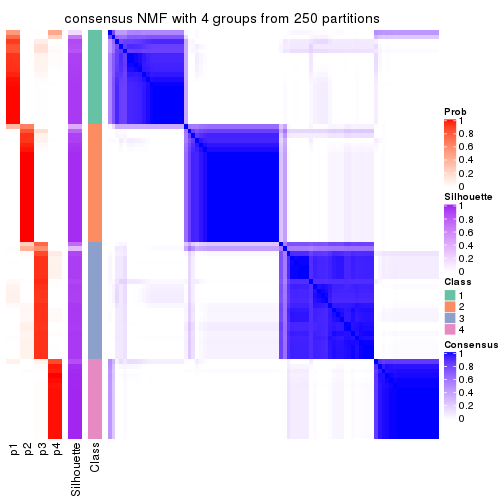 consensus NMF with 4 groups from 250 partitions
Prob
1
0.8
0.6
0.4
0.2
0
Silhouette
1
0.8
0.6
0.4
0.2
0
Class
1
2
3
4
Consensus
1
0.8
0.6
0.4
0.2
0
p1
p2
p3
p4
Silhouette
Class